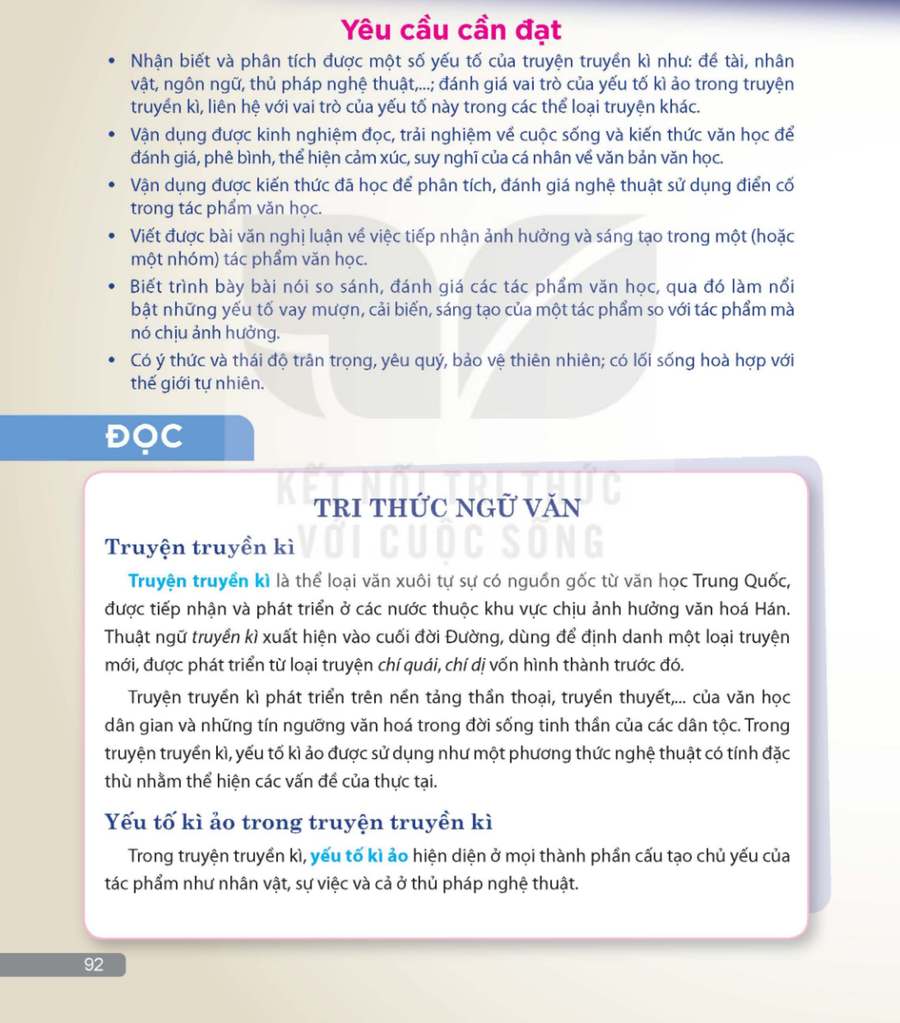 Yêu cầu cần đạt
• Nhận biết và phân tích được một số yếu tố của truyện truyền kì như: đề tài, nhân
vật, ngôn ngữ, thủ pháp nghệ thuật,...; đánh giá vai trò của yếu tố kì ảo trong truyện
truyền kì, liên hệ với vai trò của yếu tố này trong các thể loại truyện khác.
• Vận dụng được kinh nghiệm đọc, trải nghiệm về cuộc sống và kiến thức văn học để
đánh giá, phê bình, thể hiện cảm xúc, suy nghĩ của cá nhân về văn bản văn học.
• Vận dụng được kiến thức đã học để phân tích, đánh giá nghệ thuật sử dụng điển cố
trong tác phẩm văn học.
• Viết được bài văn nghị luận về việc tiếp nhận ảnh hưởng và sáng tạo trong một (hoặc
một nhóm) tác phẩm văn học.
• Biết trình bày bài nói so sánh, đánh giá các tác phẩm văn học, qua đó làm nổi
bật những yếu tố vay mượn, cải biến, sáng tạo của một tác phẩm so với tác phẩm mà
nó chịu ảnh hưởng.
• Có ý thức và thái độ trân trọng, yêu quý, bảo vệ thiên nhiên; có lối sống hoà hợp với
thế giới tự nhiên.
ĐỌC
KẾT NỐI TRI THỨC
TRI THỨC NGỮ VĂN
VỚI CUỘC SỐNG
Truyện truyền kì
Truyện truyền kì là thể loại văn xuôi tự sự có nguồn gốc từ văn học Trung Quốc,
được tiếp nhận và phát triển ở các nước thuộc khu vực chịu ảnh hưởng văn hoá Hán.
Thuật ngữ truyền kì xuất hiện vào cuối đời Đường, dùng để định danh một loại truyện
mới, được phát triển từ loại truyện chí quái, chí dị vốn hình thành trước đó.
Truyện truyền kì phát triển trên nền tảng thần thoại, truyền thuyết,... của văn học
dân gian và những tín ngưỡng văn hoá trong đời sống tinh thần của các dân tộc. Trong
truyện truyền kì, yếu tố kì ảo được sử dụng như một phương thức nghệ thuật có tính đặc
thù nhằm thể hiện các vấn đề của thực tại.
Yếu tố kì ảo trong truyện truyền kì
Trong truyện truyền kì, yếu tố kì ảo hiện diện ở mọi thành phần cấu tạo chủ yếu của
tác phẩm như nhân vật, sự việc và cả ở thủ pháp nghệ thuật.
92